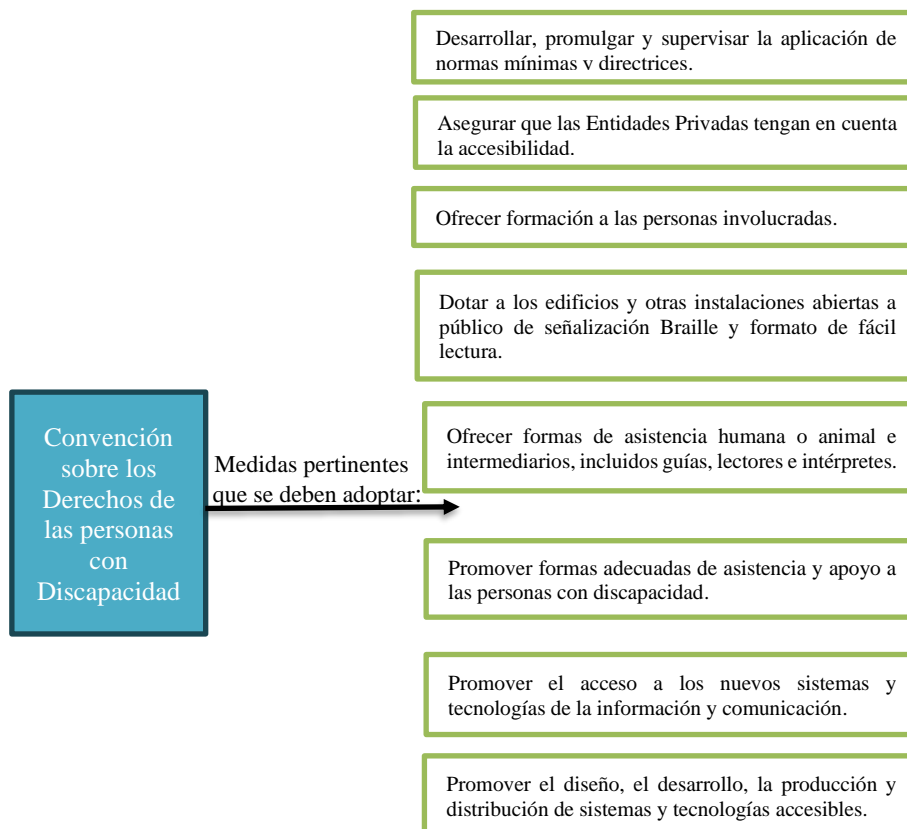 Desarrollar, promulgar y supervisar la aplicación de
normas mínimas y directrices.
Asegurar que las Entidades Privadas tengan en cuenta
la accesibilidad.
Ofrecer formación a las personas involucradas.
Dotar a los edificios y otras instalaciones abiertas a
público de señalización Braille y formato de fácil
lectura.
Convención
sobre los
Derechos de
las personas
con
Discapacidad
Medidas pertinentes
que se deben adoptar:
Ofrecer formas de asistencia humana o animal e
intermediarios, incluidos guías, lectores e intérpretes.
Promover formas adecuadas de asistencia y apoyo a
las personas con discapacidad.
Promover el acceso a los nuevos sistemas y
tecnologías de la información y comunicación.
Promover el diseño, el desarrollo, la producción y
distribución de sistemas y tecnologías accesibles.